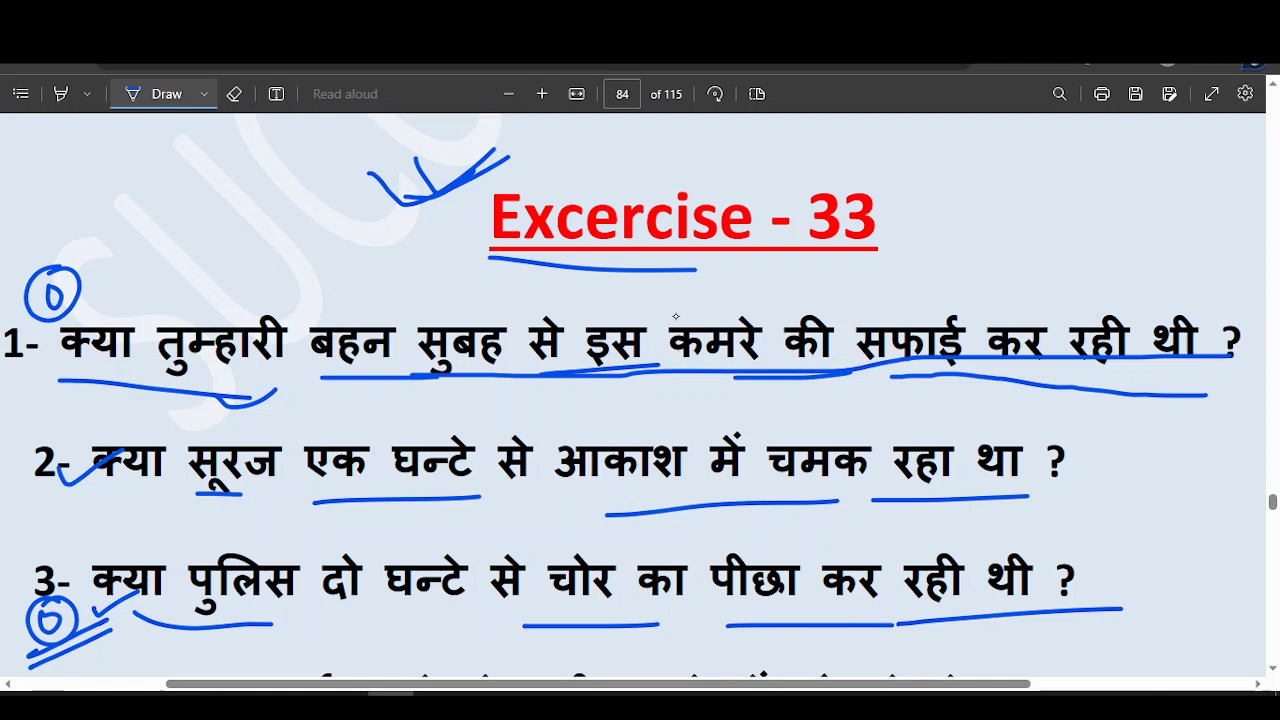 Draw
Read aloud
84 of 115
Excercise - 33
1- क्या तुम्हारी बहन सुबह से इस कमरे की सफाई कर रही थी ?
2- क्या सूरज एक घन्टे से आकाश में चमक रहा था ?
3- क्या पुलिस दो घन्टे से चोर का पीछा कर रही थी ?